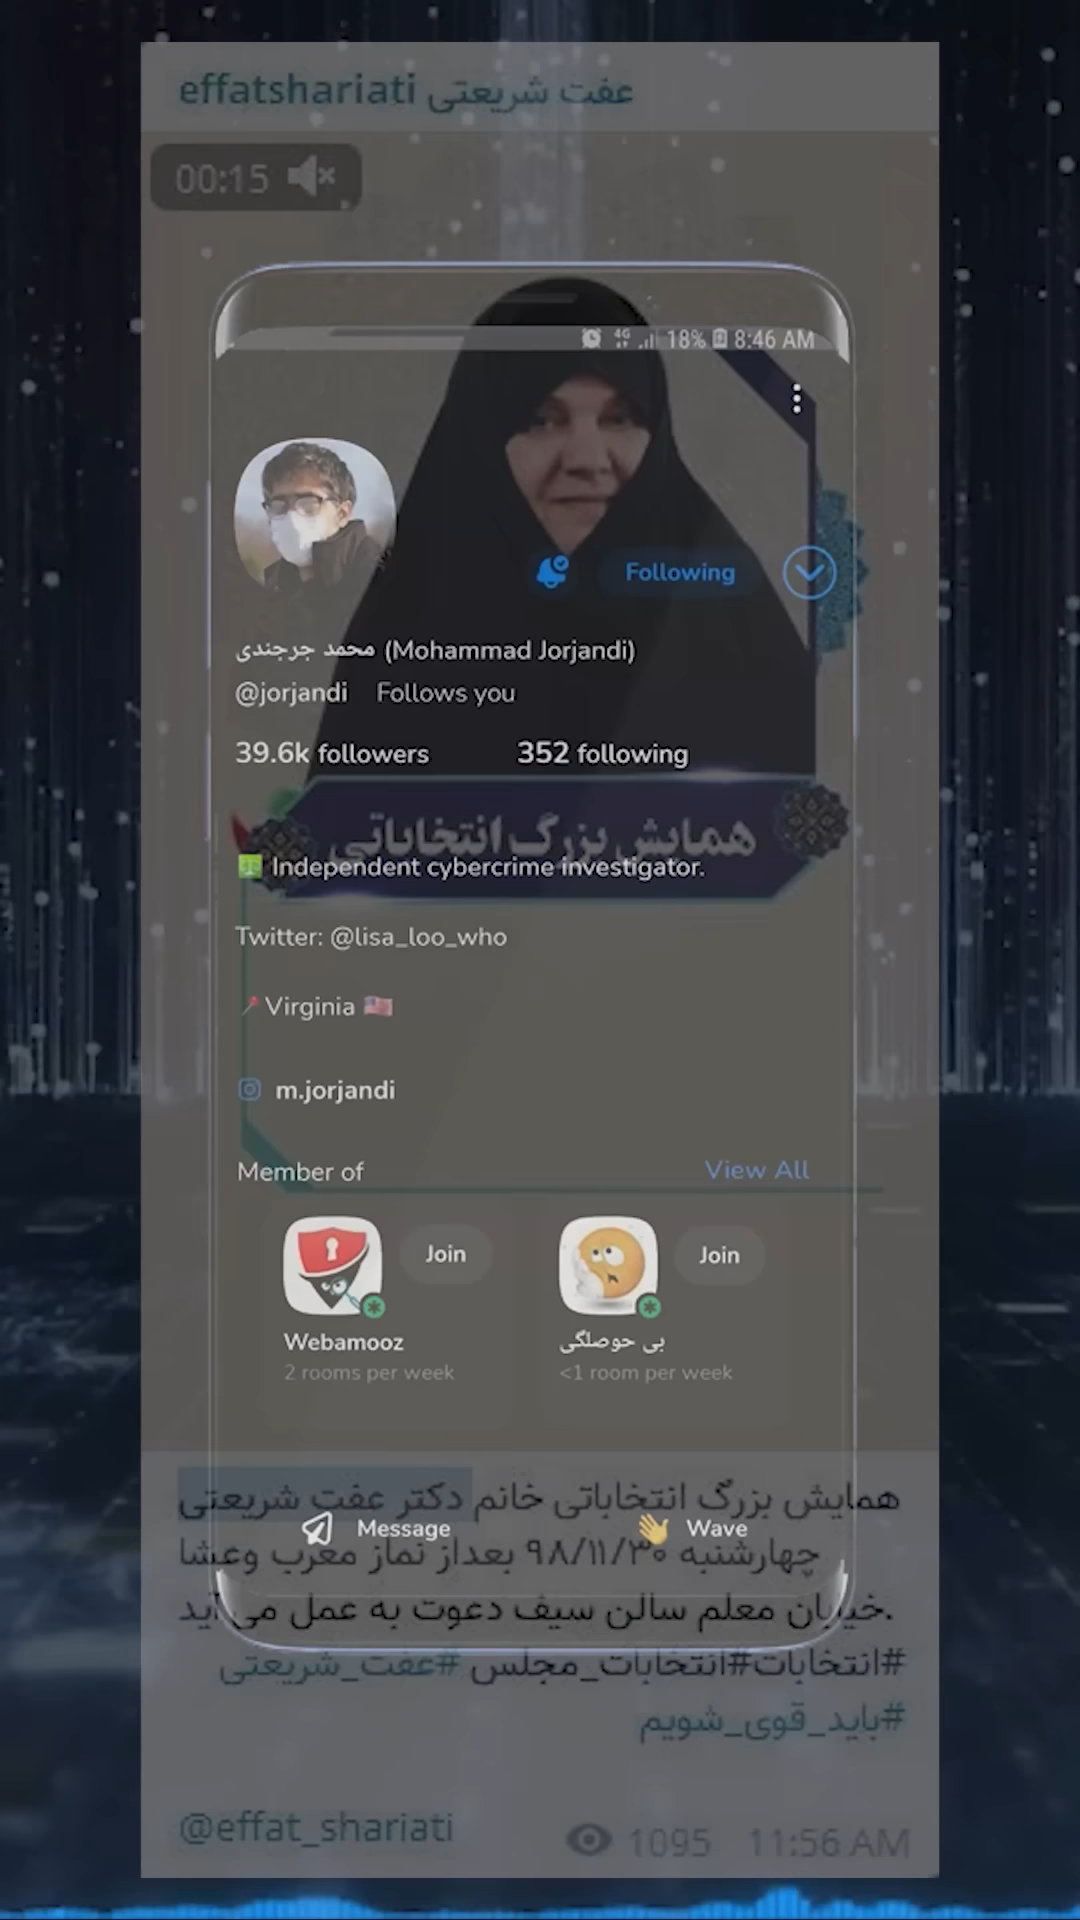 effatshariati عفت شریعتی
00:15
4G 18% 8:46 AM
Following
محمد جرجندی (Mohammad Jorjandi)
@jorjandi Follows you
39.6k followers 352 following
همایش بزرگ انتخاباتی
Independent cybercrime investigator.
Twitter: @lisa_loo_who
Virginia
m.jorjandi
Member of View All
Join Join
Webamooz بی حوصلگی
2 rooms per week <1 room per week
همایش بزرگ انتخاباتی خانم دکتر عفت شریعتی
Message Wave
چهارشنبه ۹۸/۱۱/۳۰ بعداز نماز مغرب وعشا
خیابان معلم سالن سیف دعوت به عمل می آید.
#انتخابات#انتخابات_مجلس #عفت_شریعتی
#باید_قوی_شویم
@effat_shariati 1095 11:56 AM